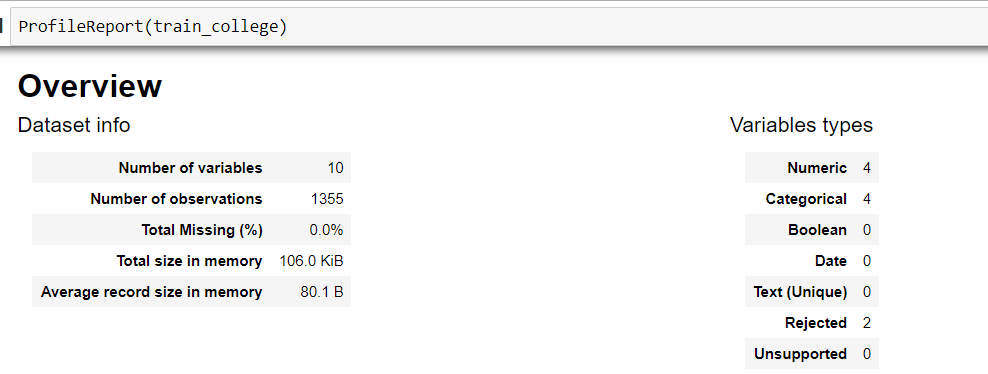 ProfileReport(train_college)
Overview
Dataset info
Number of variables 10
Number of observations 1355
Total Missing (%) 0.0%
Total size in memory 106.0 KiB
Average record size in memory 80.1 B
Variables types
Numeric 4
Categorical 4
Boolean 0
Date 0
Text (Unique) 0
Rejected 2
Unsupported 0